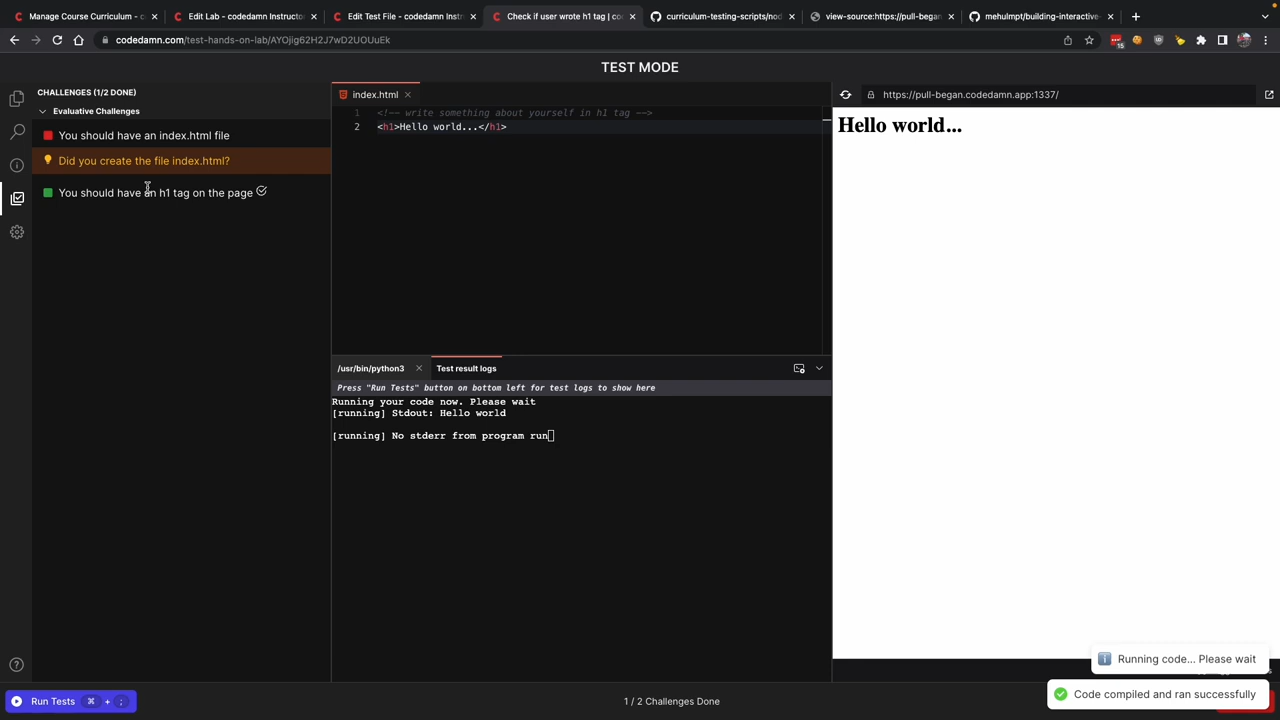 Manage Course Curriculum - c
Edit Lab - codedamn Instructor
Edit Test File - codedamn Instr
Check if user wrote h1 tag | co
curriculum-testing-scripts/nod
view-source:https://pull-began
mehulmpt/building-interactive-
codedamn.com/test-hands-on-lab/AYOjig62H2J7wD2UOUuEk
15
TEST MODE
CHALLENGES (1/2 DONE)
Evaluative Challenges
You should have an index.html file
Did you create the file index.html?
You should have an h1 tag on the page
index.html
1 <!-- write something about yourself in h1 tag -->
2 <h1>Hello world...</h1>
/usr/bin/python3
Test result logs
Press "Run Tests" button on bottom left for test logs to show here
Running your code now. Please wait
[running] Stdout: Hello world
[running] No stderr from program run
https://pull-began.codedamn.app:1337/
Hello world...
Running code... Please wait
Code compiled and ran successfully
Run Tests ⌘ + ;
1 / 2 Challenges Done